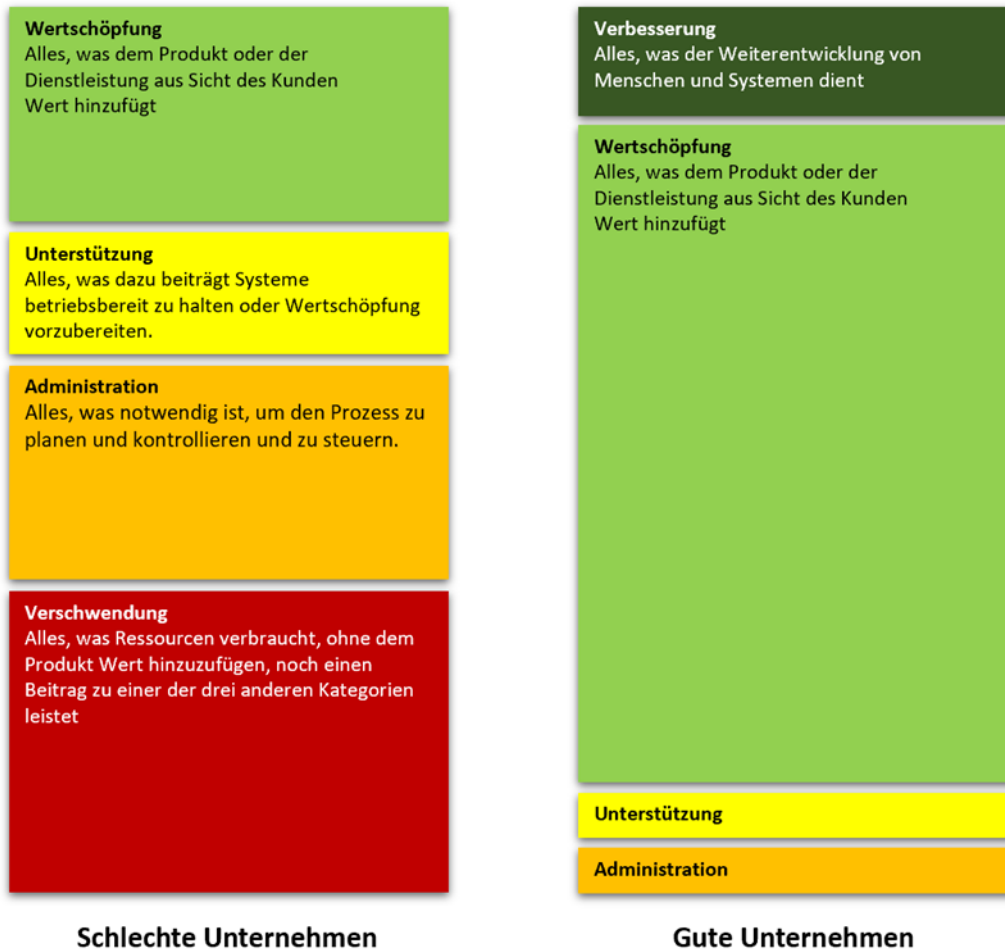 Wertschöpfung
Alles, was dem Produkt oder der
Dienstleistung aus Sicht des Kunden
Wert hinzufügt
Unterstützung
Alles, was dazu beiträgt Systeme
betriebsbereit zu halten oder Wertschöpfung
vorzubereiten.
Administration
Alles, was notwendig ist, um den Prozess zu
planen und kontrollieren und zu steuern.
Verschwendung
Alles, was Ressourcen verbraucht, ohne dem
Produkt Wert hinzuzufügen, noch einen
Beitrag zu einer der drei anderen Kategorien
leistet
Schlechte Unternehmen
Verbesserung
Alles, was der Weiterentwicklung von
Menschen und Systemen dient
Wertschöpfung
Alles, was dem Produkt oder der
Dienstleistung aus Sicht des Kunden
Wert hinzufügt
Unterstützung
Administration
Gute Unternehmen